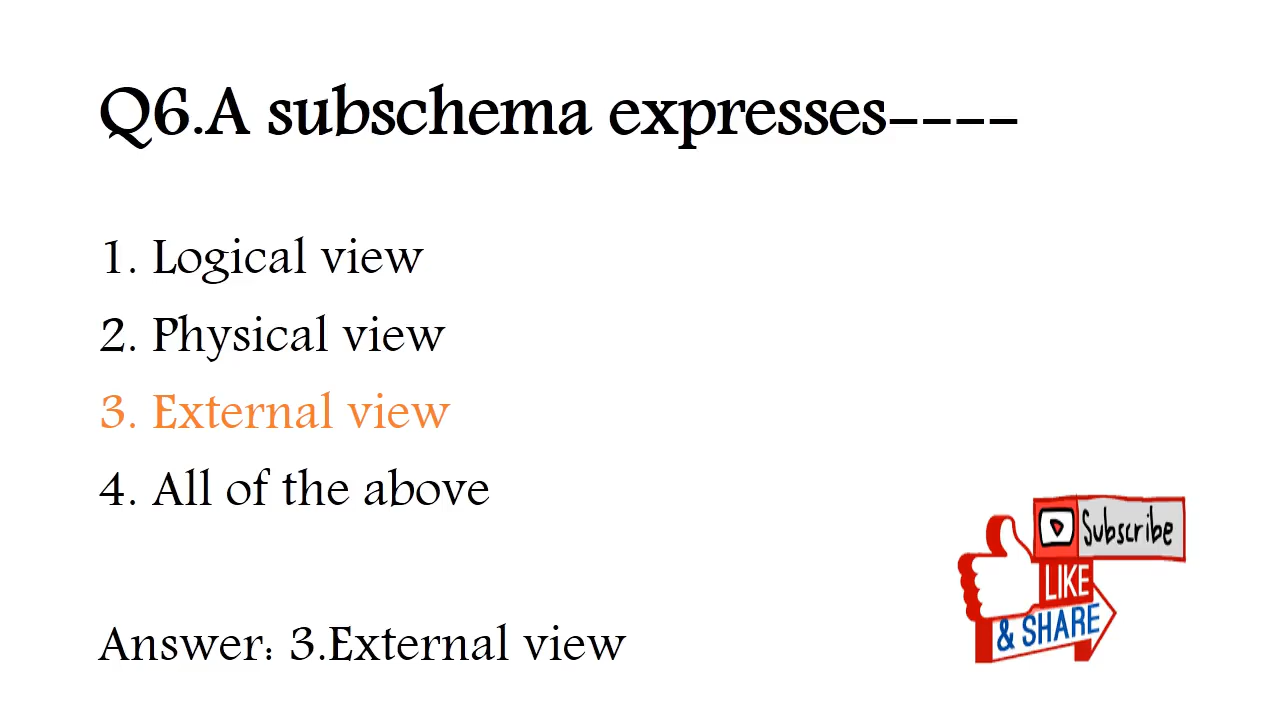 Q6.A subschema expresses----
1. Logical view
2. Physical view
3. External view
4. All of the above
Subscribe
LIKE
& SHARE
Answer: 3.External view